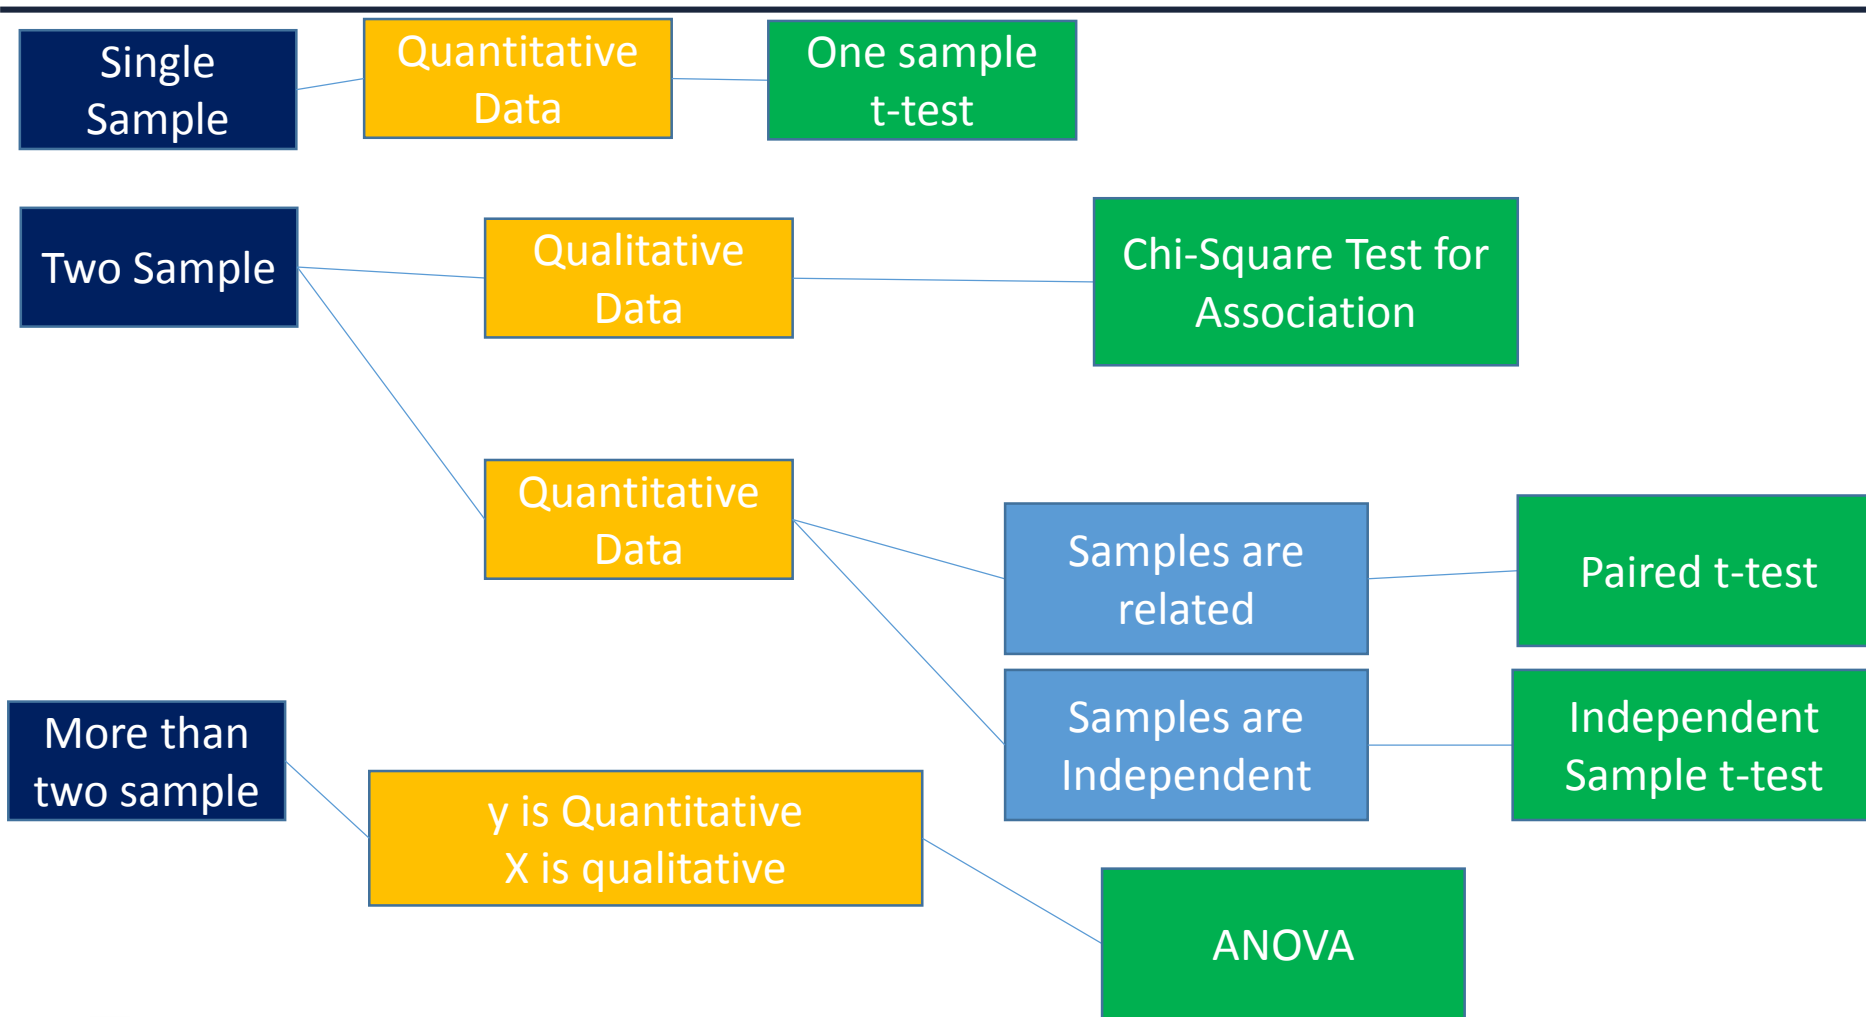 Single
Sample
Quantitative
Data
One sample
t-test
Two Sample
Qualitative
Data
Chi-Square Test for
Association
Quantitative
Data
Samples are
related
Paired t-test
Samples are
Independent
Independent
Sample t-test
More than
two sample
y is Quantitative
X is qualitative
ANOVA